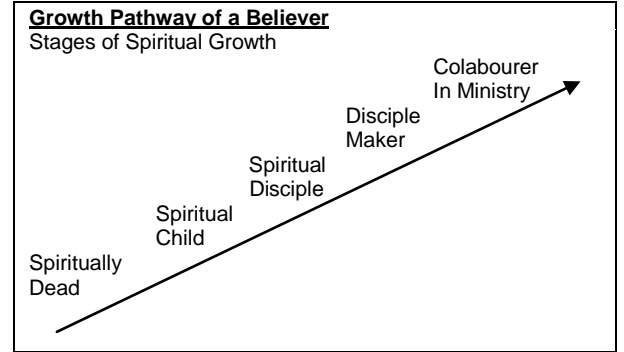 Growth Pathway of a Believer
Stages of Spiritual Growth
Colabourer
In Ministry
Disciple
Maker
Spiritual
Disciple
Spiritual
Child
Spiritually
Dead